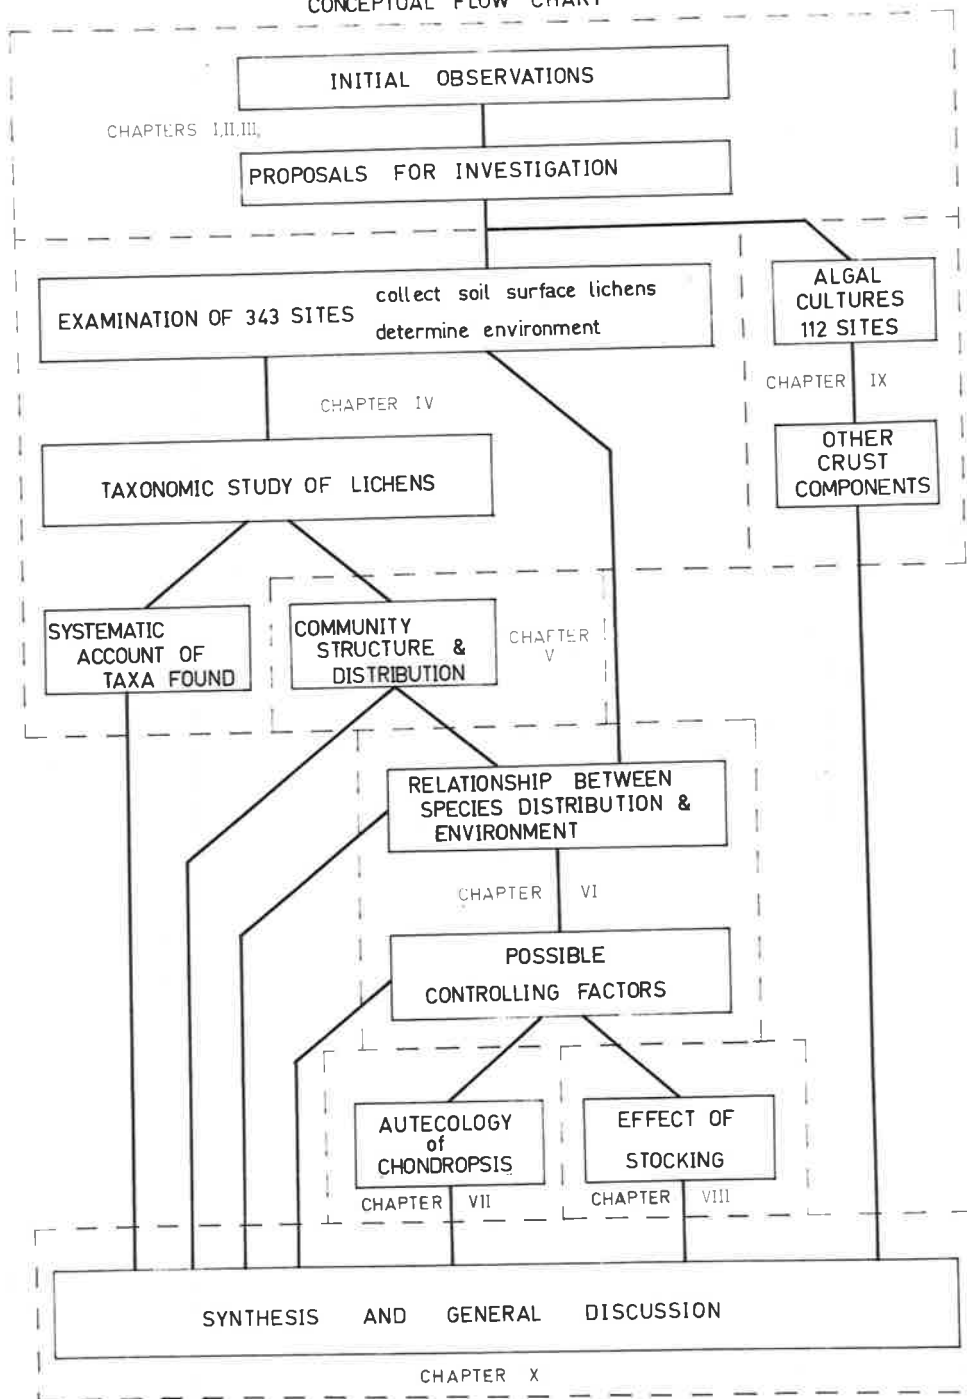 CONCEPTUAL FLOW CHART
INITIAL OBSERVATIONS
CHAPTERS I,II,III,
PROPOSALS FOR INVESTIGATION
EXAMINATION OF 343 SITES
collect soil surface lichens
determine environment
ALGAL
CULTURES
112 SITES
CHAPTER IX
CHAPTER IV
OTHER
CRUST
COMPONENTS
TAXONOMIC STUDY OF LICHENS
SYSTEMATIC
ACCOUNT OF
TAXA FOUND
COMMUNITY
STRUCTURE &
DISTRIBUTION
CHAPTER
V
RELATIONSHIP BETWEEN
SPECIES DISTRIBUTION &
ENVIRONMENT
CHAPTER VI
POSSIBLE
CONTROLLING FACTORS
AUTECOLOGY
of
CHONDROPSIS
CHAPTER VII
EFFECT OF
STOCKING
CHAPTER VIII
SYNTHESIS AND GENERAL DISCUSSION
CHAPTER X